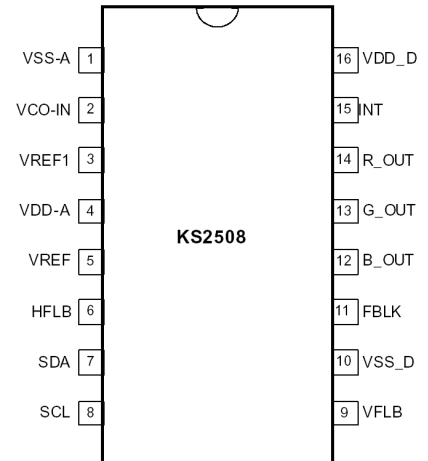 VSS-A 1 16 VDD_D
VCO-IN 2 15 INT
VREF1 3 14 R_OUT
VDD-A 4 13 G_OUT
KS2508
VREF 5 12 B_OUT
HFLB 6 11 FBLK
SDA 7 10 VSS_D
SCL 8 9 VFLB